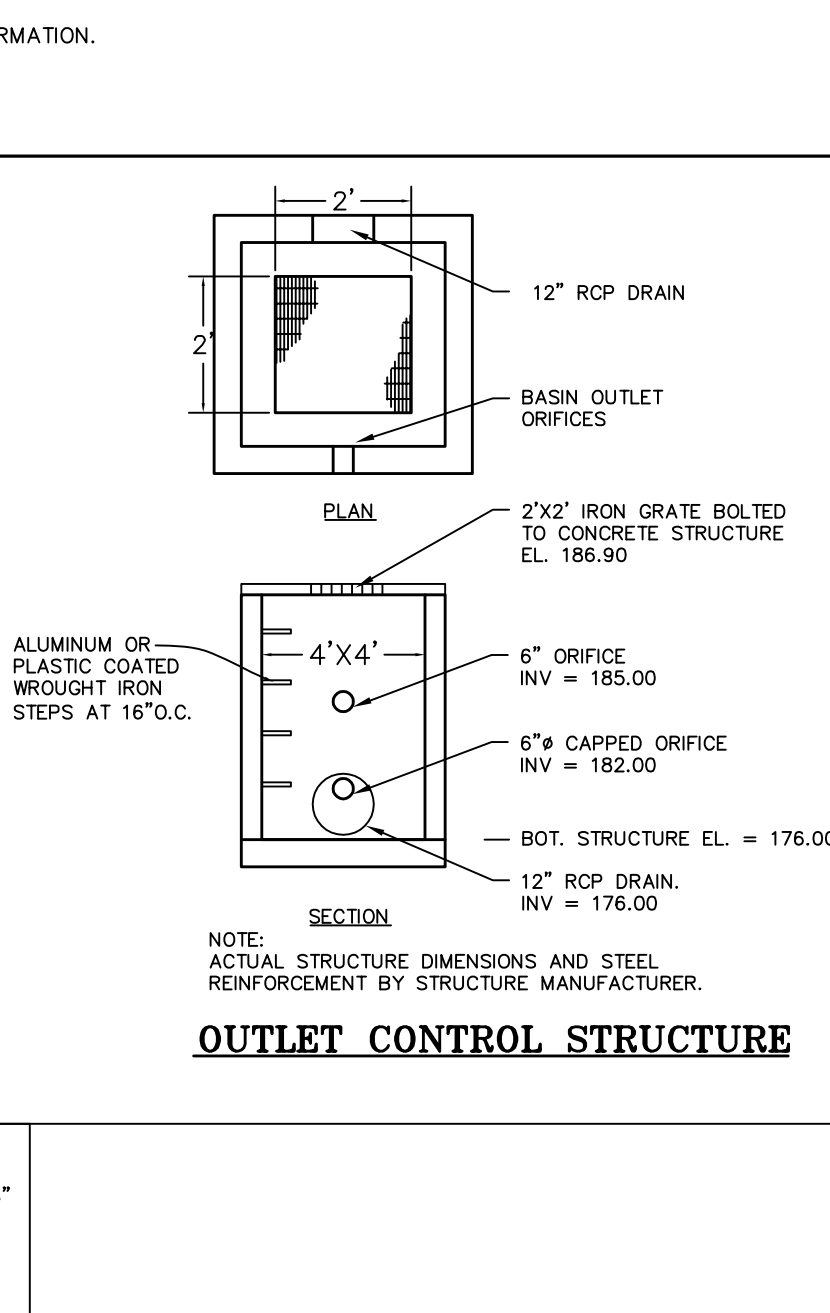 RMATION.
2'
12" RCP DRAIN
2'
BASIN OUTLET
ORIFICES
PLAN
2'X2' IRON GRATE BOLTED
TO CONCRETE STRUCTURE
EL. 186.90
ALUMINUM OR
PLASTIC COATED
WROUGHT IRON
STEPS AT 16"O.C.
4'X4'
6" ORIFICE
INV = 185.00
6"ø CAPPED ORIFICE
INV = 182.00
BOT. STRUCTURE EL. = 176.00
12" RCP DRAIN.
INV = 176.00
SECTION
NOTE:
ACTUAL STRUCTURE DIMENSIONS AND STEEL
REINFORCEMENT BY STRUCTURE MANUFACTURER.
OUTLET CONTROL STRUCTURE
"